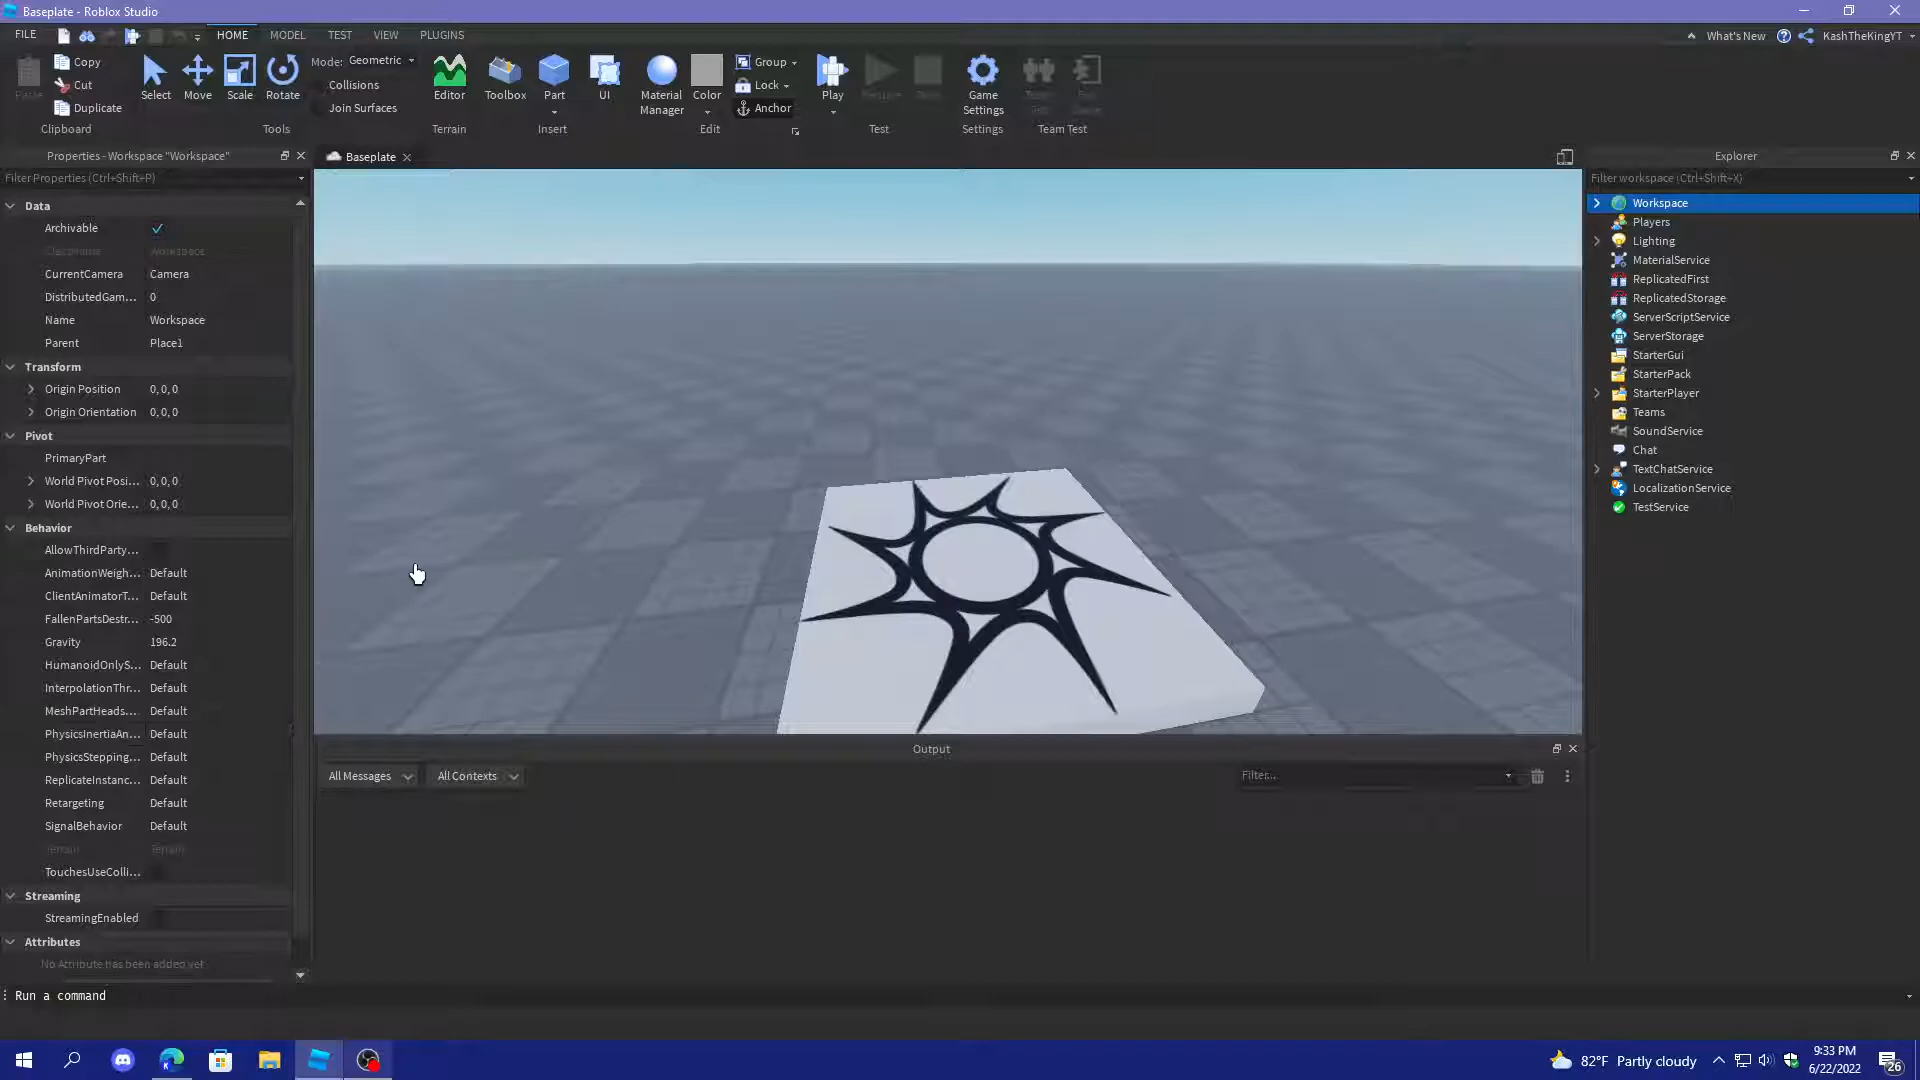 Baseplate - Roblox Studio
FILE
HOME
MODEL
TEST
VIEW
PLUGINS
What's New
KashTheKingYT
Copy
Cut
Duplicate
Clipboard
Select
Move
Scale
Rotate
Tools
Mode: Geometric
Collisions
Join Surfaces
Editor
Terrain
Toolbox
Part
UI
Insert
Material
Manager
Color
Group
Lock
Anchor
Edit
Play
Test
Game
Settings
Settings
Team Test
Properties - Workspace "Workspace"
Filter Properties (Ctrl+Shift+P)
Data
Archivable
ClassName Workspace
CurrentCamera Camera
DistributedGam... 0
Name Workspace
Parent Place1
Transform
Origin Position 0, 0, 0
Origin Orientation 0, 0, 0
Pivot
PrimaryPart
World Pivot Posi... 0, 0, 0
World Pivot Orie... 0, 0, 0
Behavior
AllowThirdParty...
AnimationWeigh... Default
ClientAnimatorT... Default
FallenPartsDestr... -500
Gravity 196.2
HumanoidOnlyS... Default
InterpolationThr... Default
MeshPartHeads... Default
PhysicsInertiaAn... Default
PhysicsStepping... Default
ReplicateInstanc... Default
Retargeting Default
SignalBehavior Default
Terrain Terrain
TouchesUseColli...
Streaming
StreamingEnabled
Attributes
No Attribute has been added yet
Baseplate
Output
All Messages
All Contexts
Filter...
Explorer
Filter workspace (Ctrl+Shift+X)
Workspace
Players
Lighting
MaterialService
ReplicatedFirst
ReplicatedStorage
ServerScriptService
ServerStorage
StarterGui
StarterPack
StarterPlayer
Teams
SoundService
Chat
TextChatService
LocalizationService
TestService
Run a command
82°F Partly cloudy
9:33 PM
6/22/2022
26